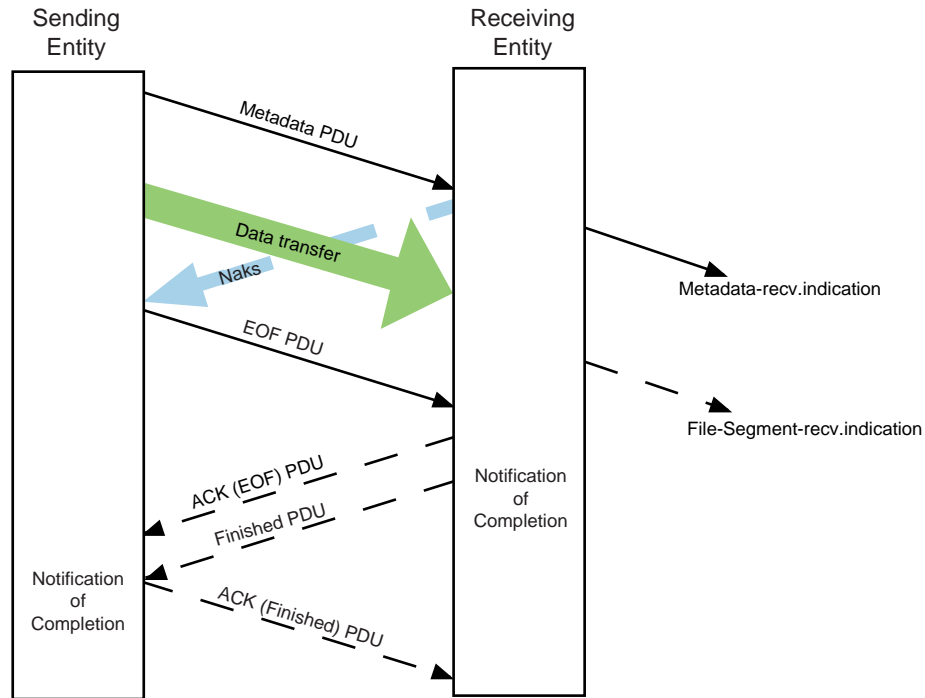 Sending
Entity
Receiving
Entity
Metadata PDU
Data transfer
Naks
Metadata-recv.indication
EOF PDU
File-Segment-recv.indication
ACK (EOF) PDU
Notification
of
Completion
Finished PDU
Notification
of
Completion
ACK (Finished) PDU